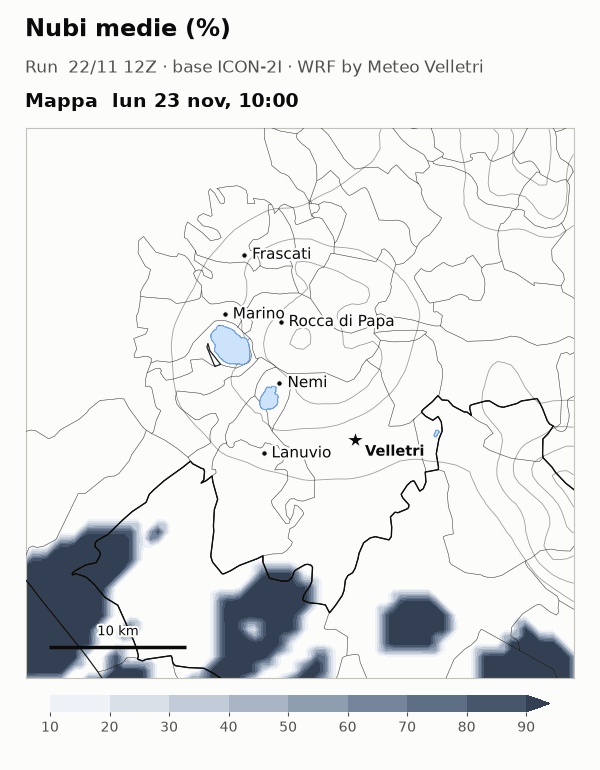 Nubi medie (%)
Run  22/11 12Z · base ICON-2I · WRF by Meteo Velletri
Mappa  lun 23 nov, 10:00
Frascati
Marino
Rocca di Papa
Nemi
Velletri
Lanuvio
10 km
10 20 30 40 50 60 70 80 90